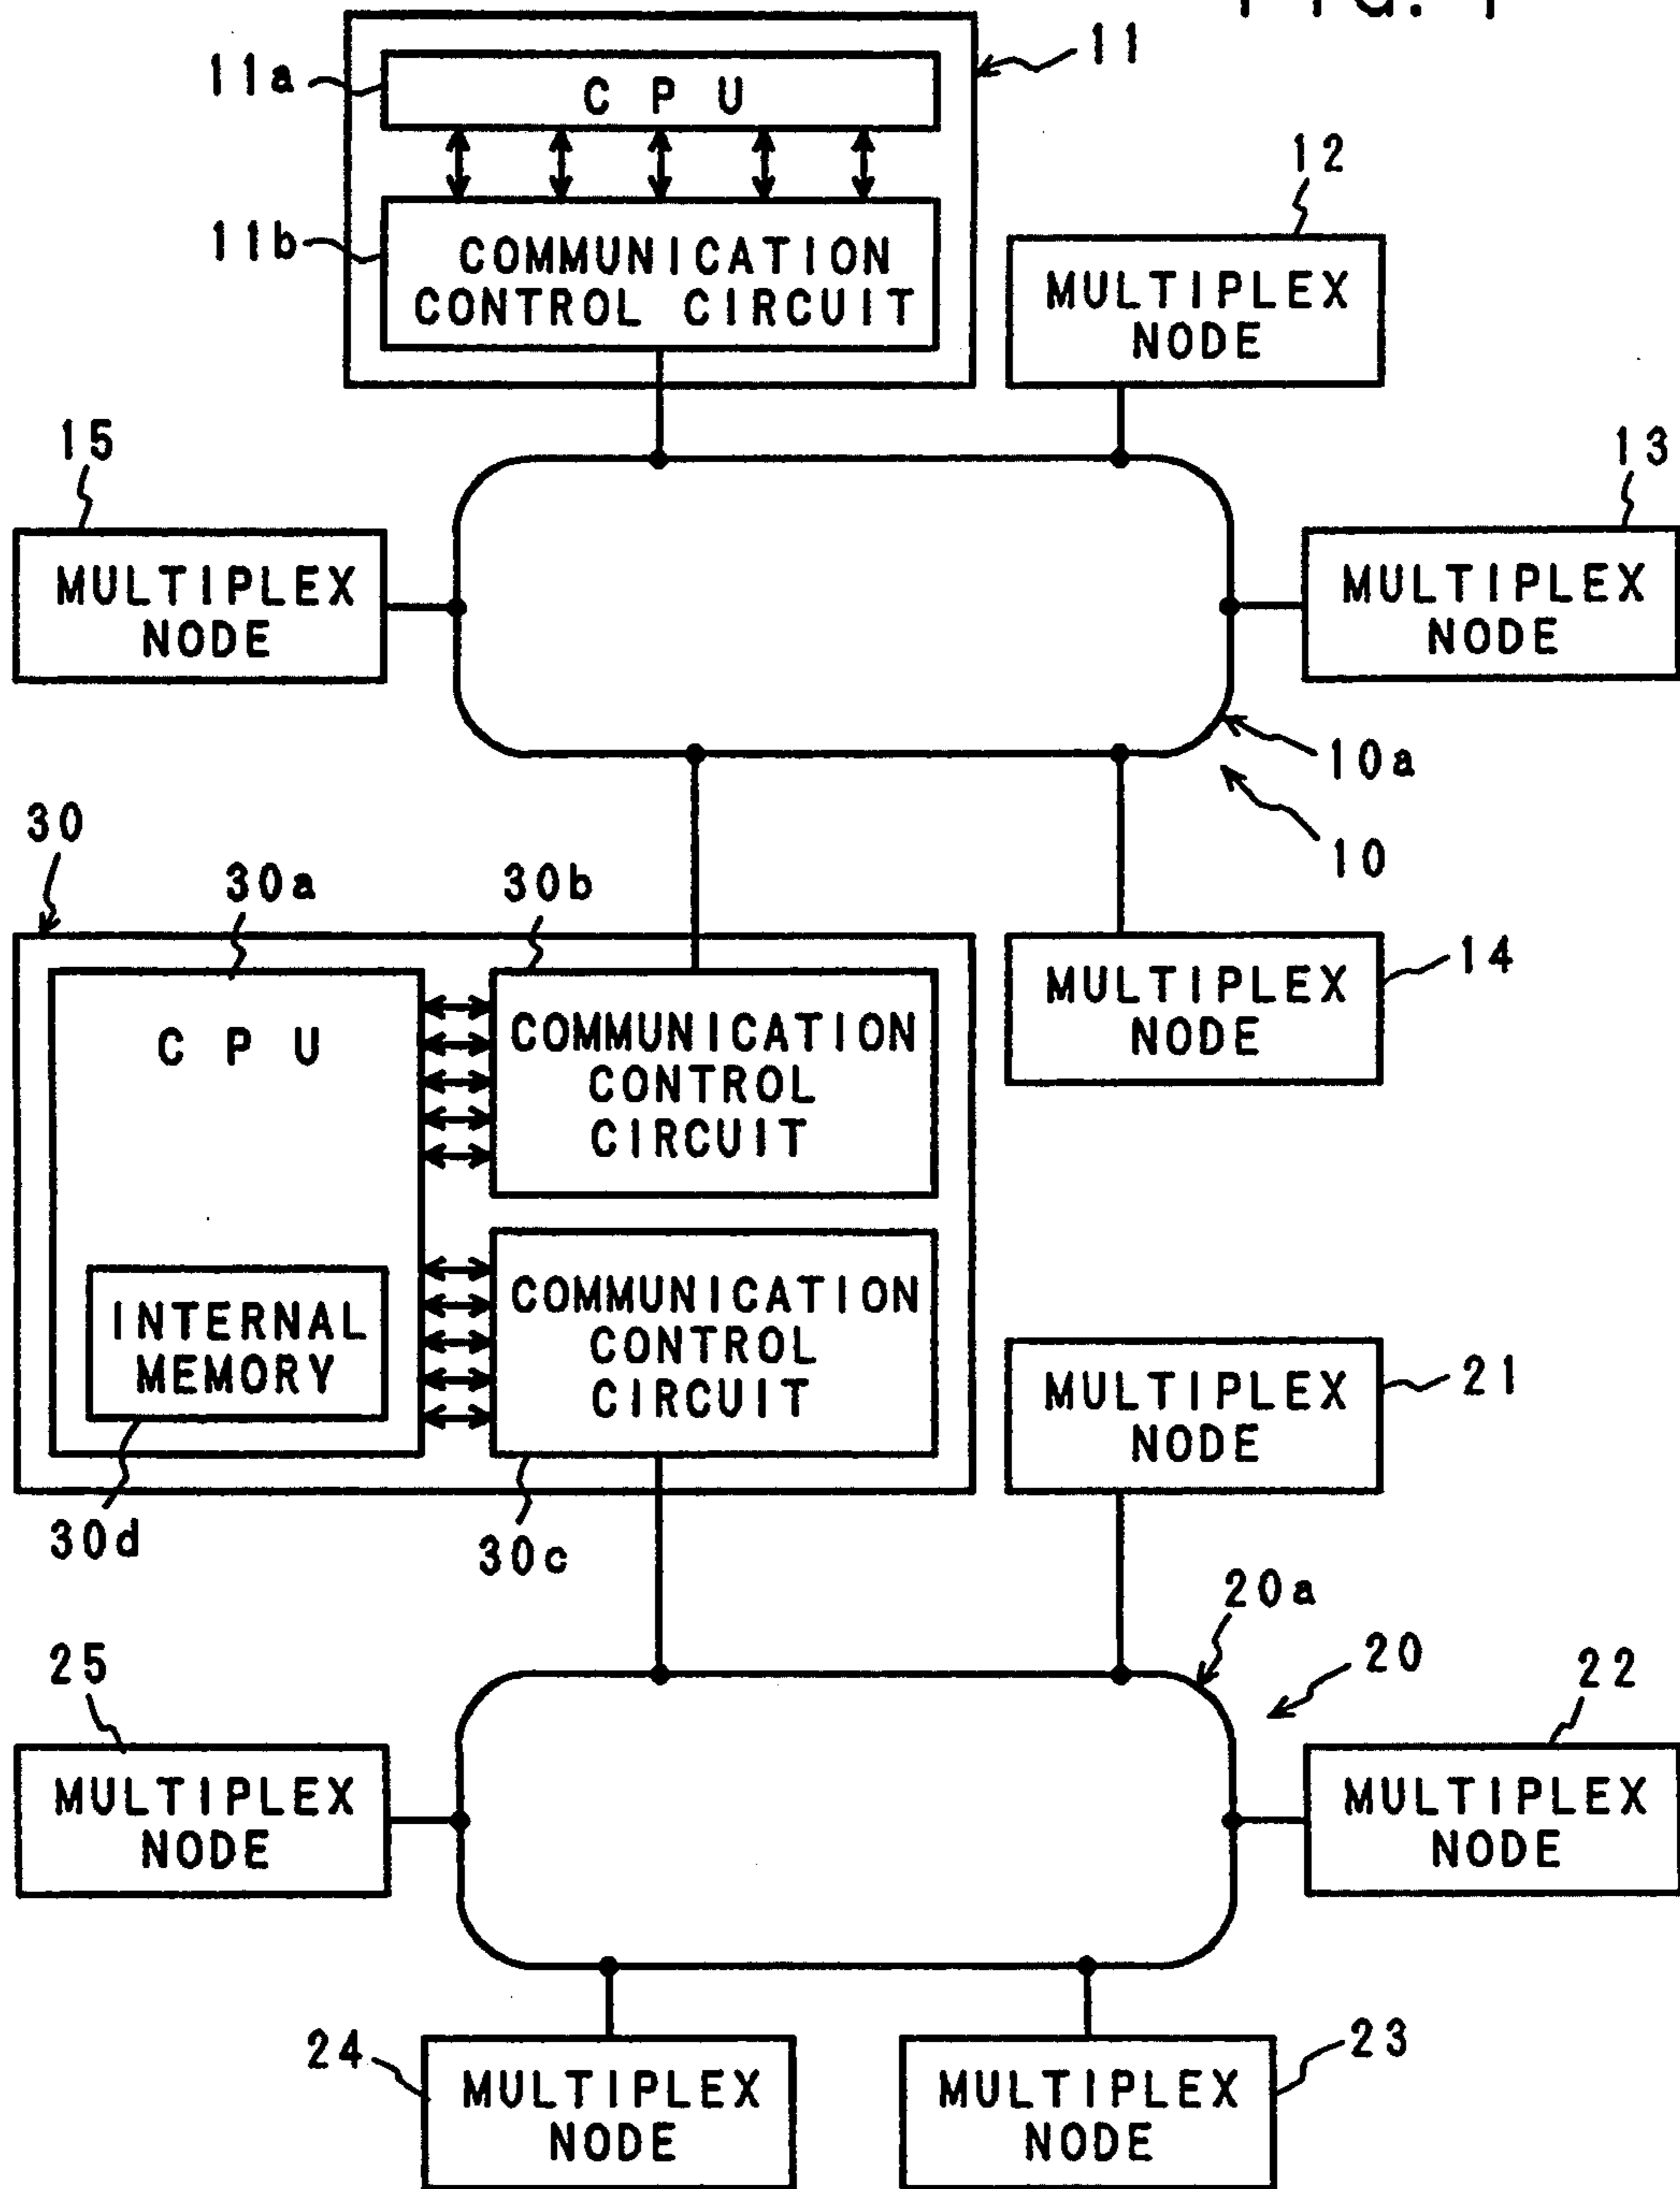 FIG. 1
11
11a
C P U
12
11b
COMMUNICATION
CONTROL CIRCUIT
MULTIPLEX
NODE
15
13
MULTIPLEX
NODE
MULTIPLEX
NODE
10a
10
30
30a
30b
14
MULTIPLEX
NODE
C P U
COMMUNICATION
CONTROL
CIRCUIT
INTERNAL
MEMORY
COMMUNICATION
CONTROL
CIRCUIT
21
MULTIPLEX
NODE
30d
30c
20a
20
25
22
MULTIPLEX
NODE
MULTIPLEX
NODE
24
MULTIPLEX
NODE
23
MULTIPLEX
NODE